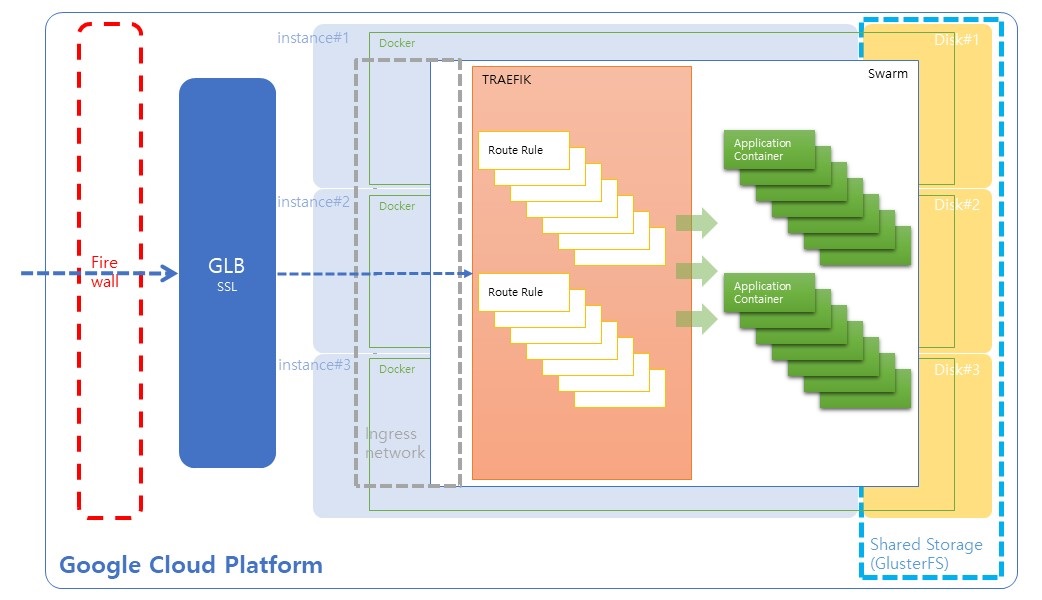 instance#1
Docker
Disk#1
TRAEFIK
Swarm
Route Rule
Application
Container
instance#2
Docker
Disk#2
Fire
wall
GLB
SSL
Route Rule
Application
Container
instance#3
Docker
Disk#3
Ingress
network
Shared Storage
(GlusterFS)
Google Cloud Platform